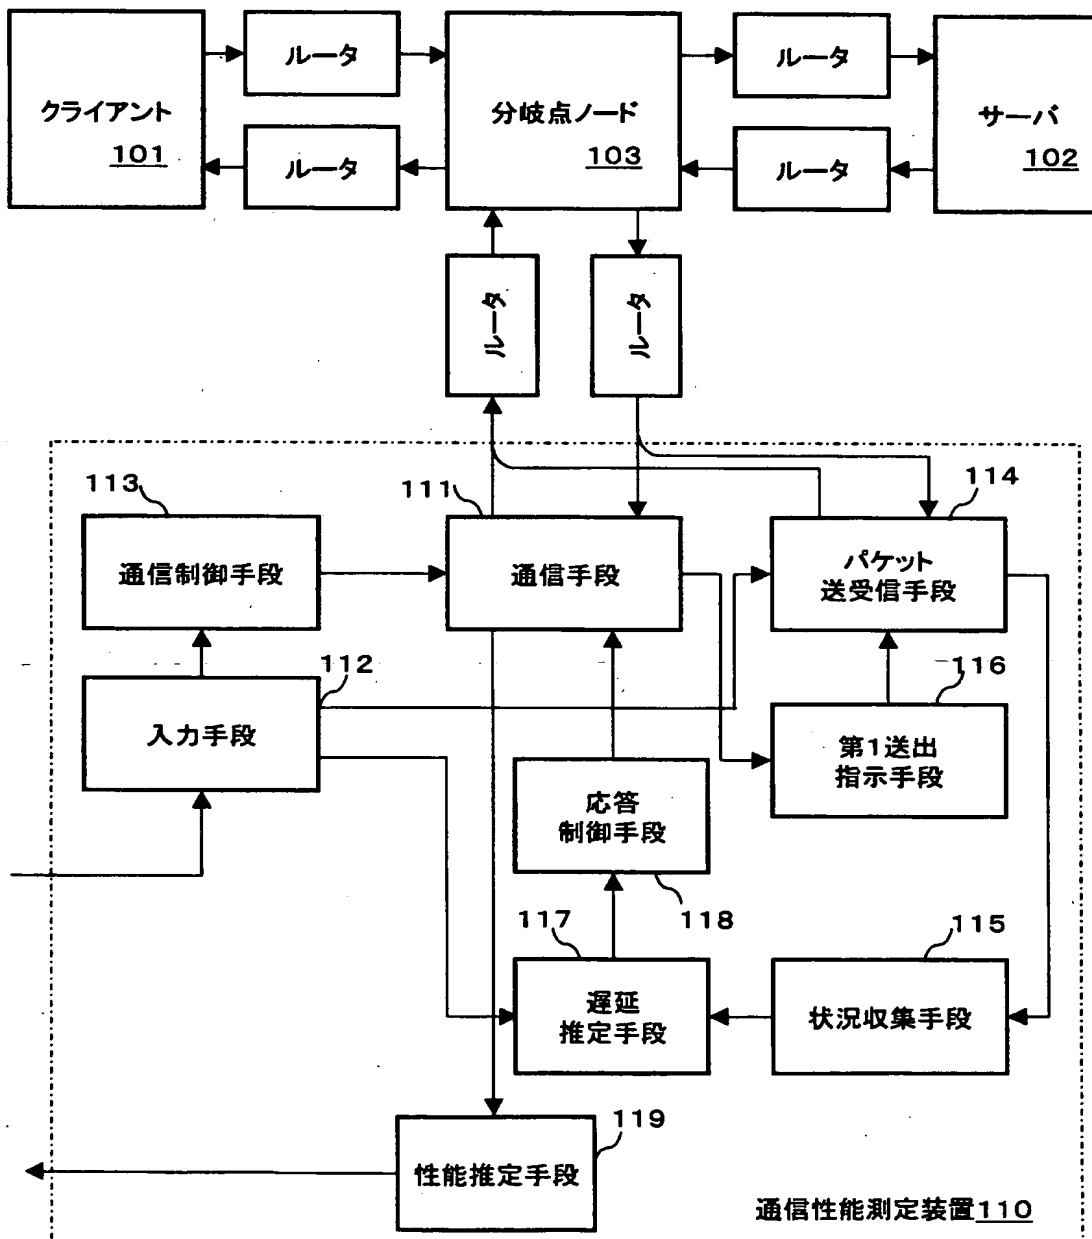 ルータ
ルータ
クライアント
101
分岐点ノード
103
サーバ
102
ルータ
ルータ
ルータ
ルータ
113
111
114
通信制御手段
通信手段
パケット
送受信手段
112
116
入力手段
第1送出
指示手段
応答
制御手段
118
117
115
遅延
推定手段
状況収集手段
119
性能推定手段
通信性能測定装置110